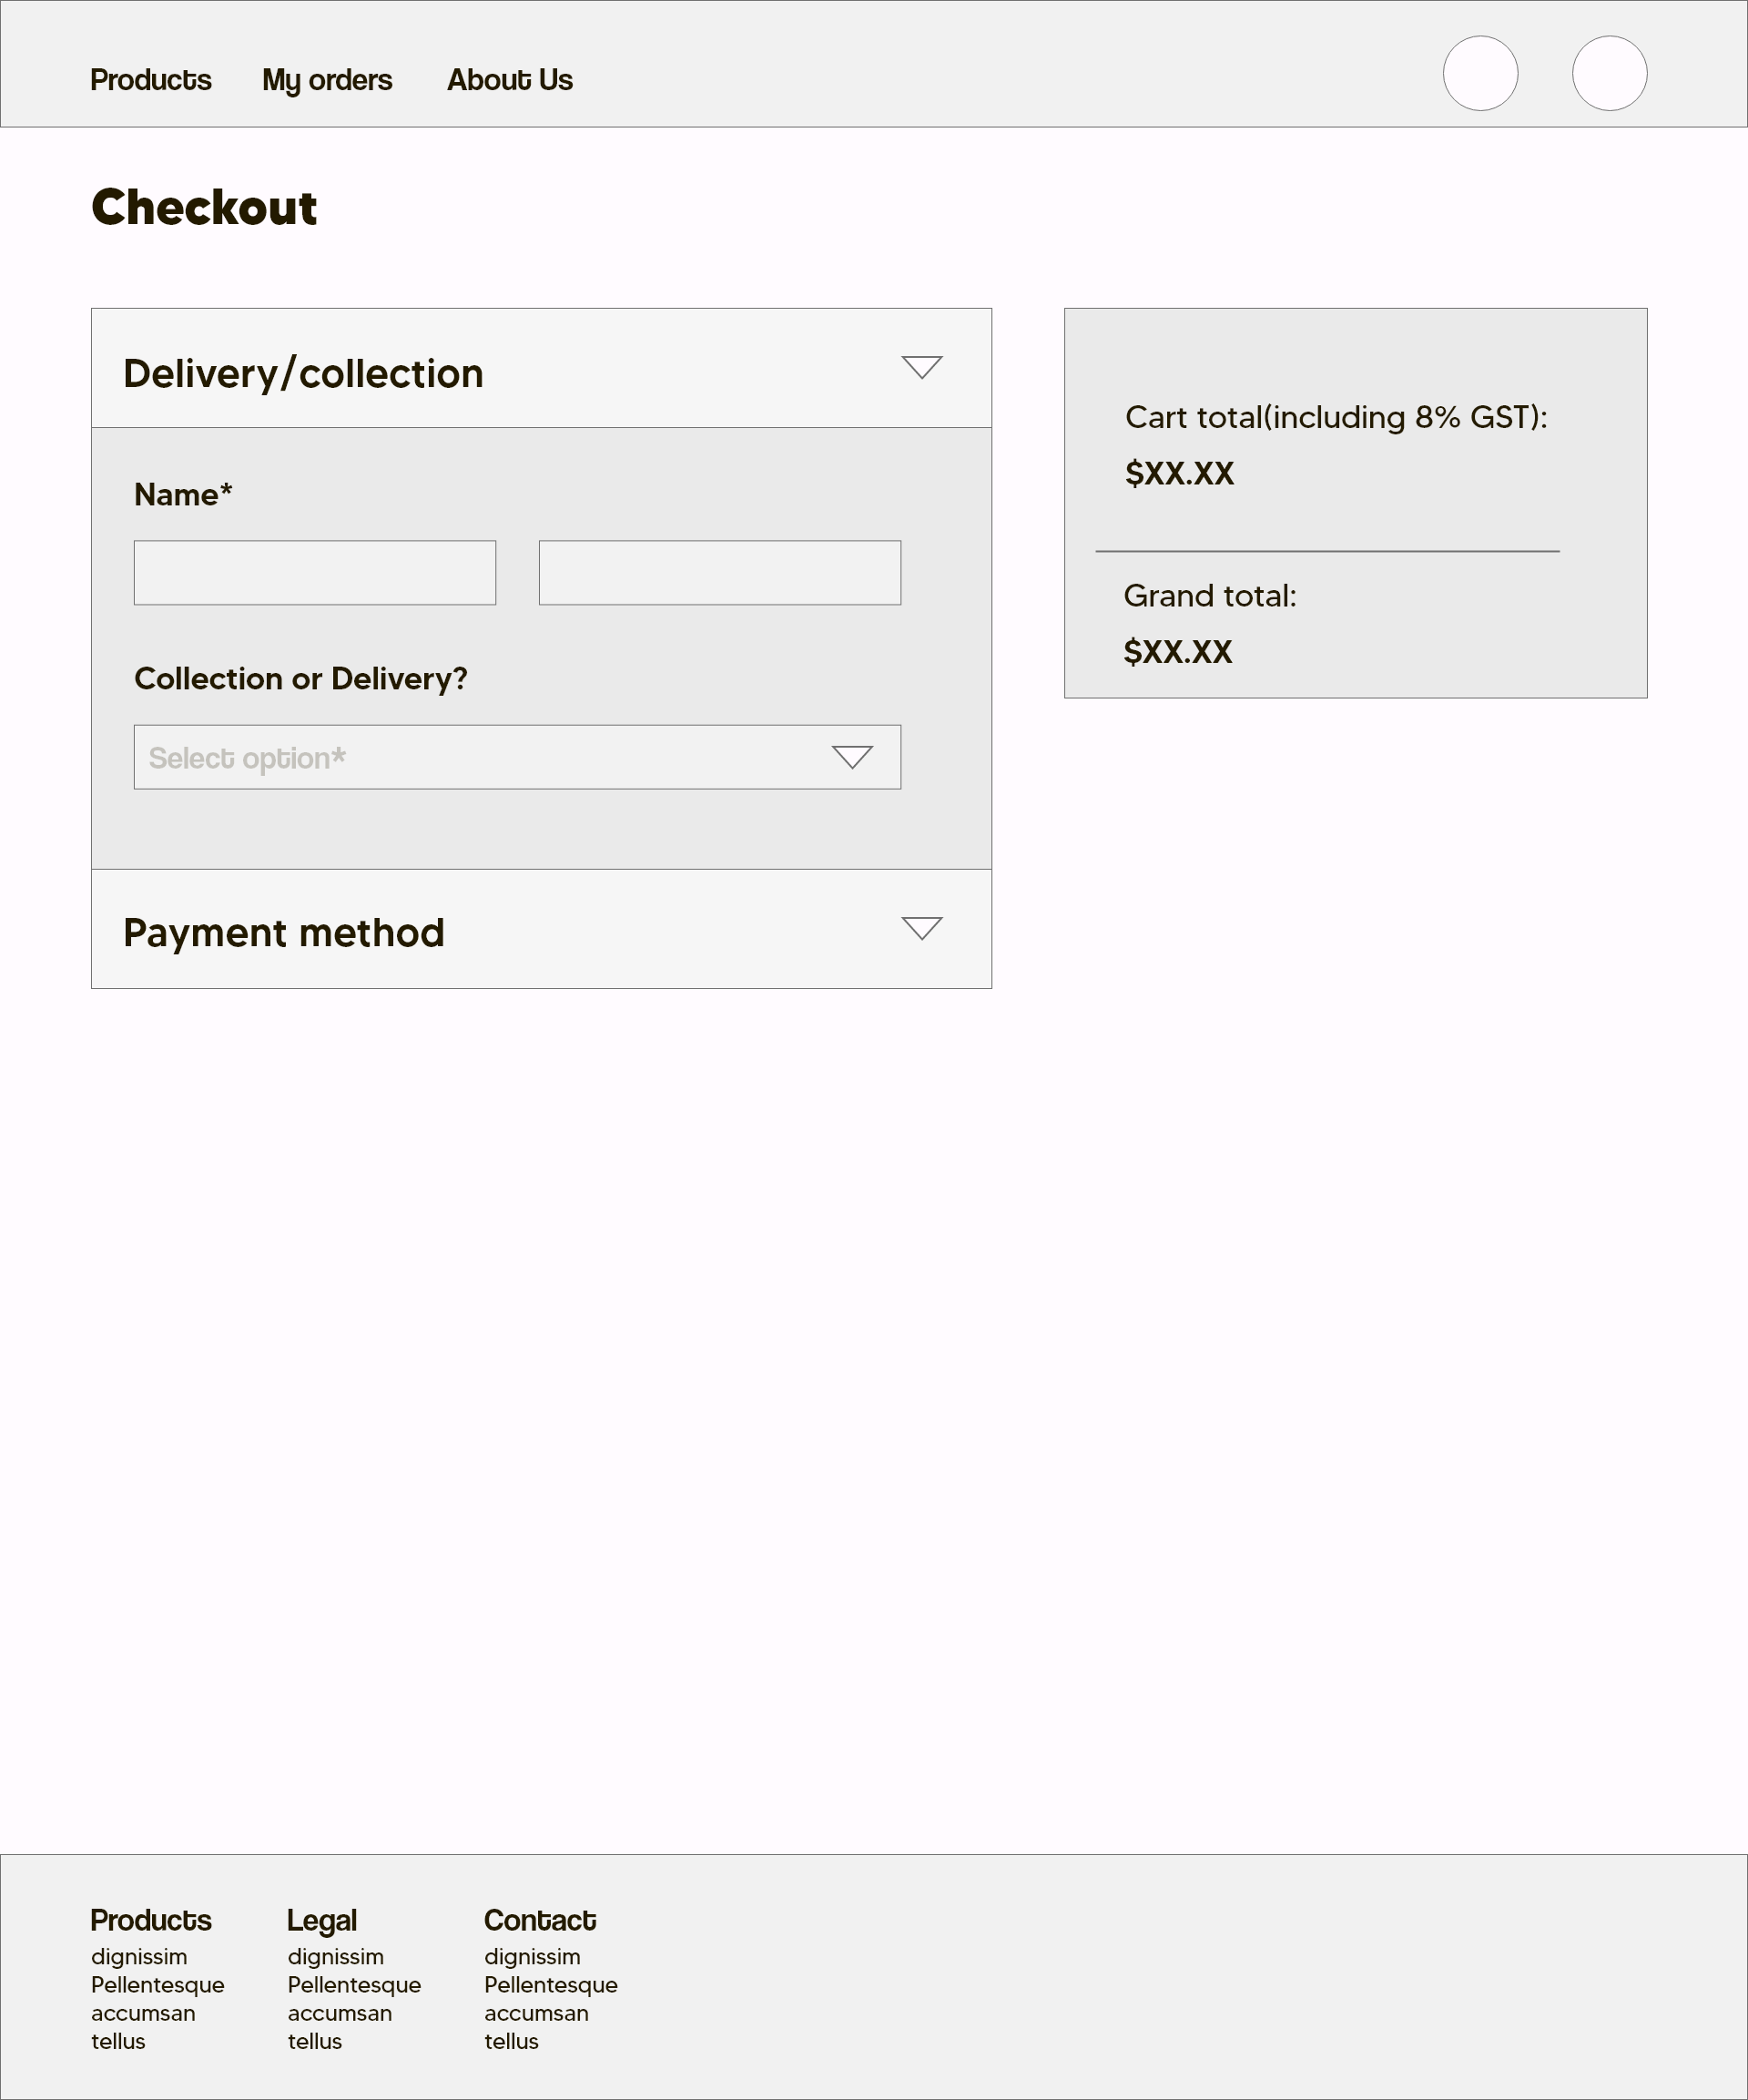 Products My orders About Us
Checkout
Delivery/collection
Name*
Collection or Delivery?
Select option*
Payment method
Cart total(including 8% GST):
$XX.XX
Grand total:
$XX.XX
Products
dignissim
Pellentesque
accumsan
tellus
Legal
dignissim
Pellentesque
accumsan
tellus
Contact
dignissim
Pellentesque
accumsan
tellus